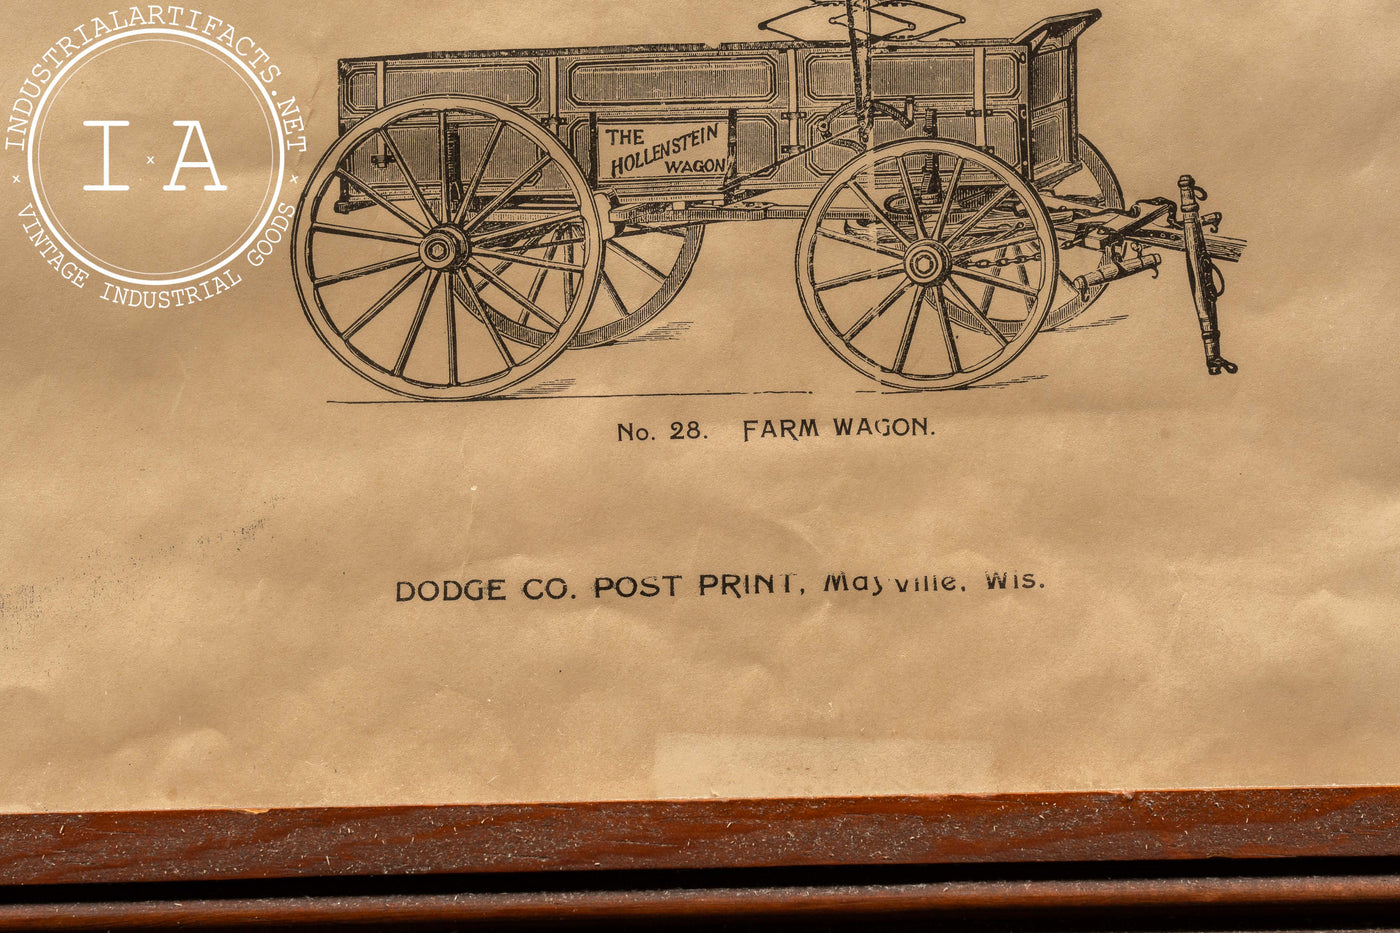 INDUSTRIALARTIFACTS.NET
I x A
x VINTAGE INDUSTRIAL GOODS x
THE
HOLLENSTEIN
WAGON
No. 28. FARM WAGON.
DODGE CO. POST PRINT, Mayville, Wis.